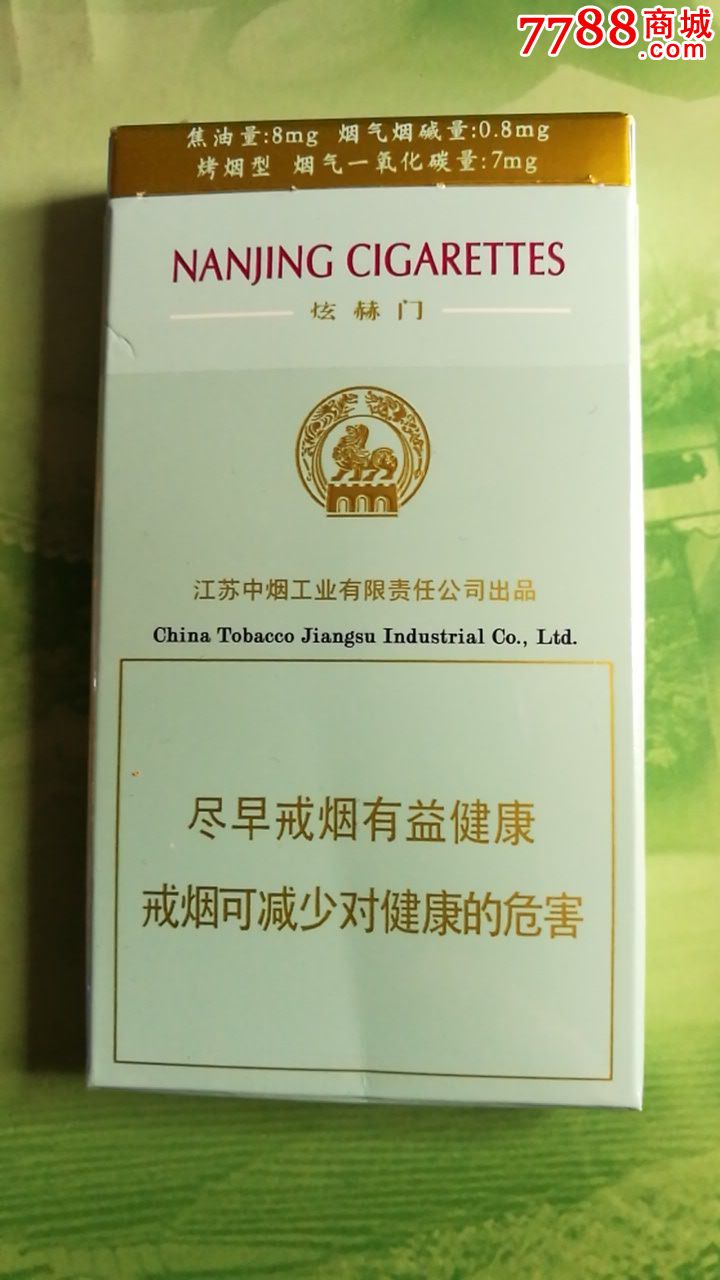 7788商城
.com
焦油量:8mg 烟气烟碱量:0.8mg
烤烟型 烟气一氧化碳量:7mg
NANJING CIGARETTES
炫赫门
江苏中烟工业有限责任公司出品
China Tobacco Jiangsu Industrial Co., Ltd.
尽早戒烟有益健康
戒烟可减少对健康的危害